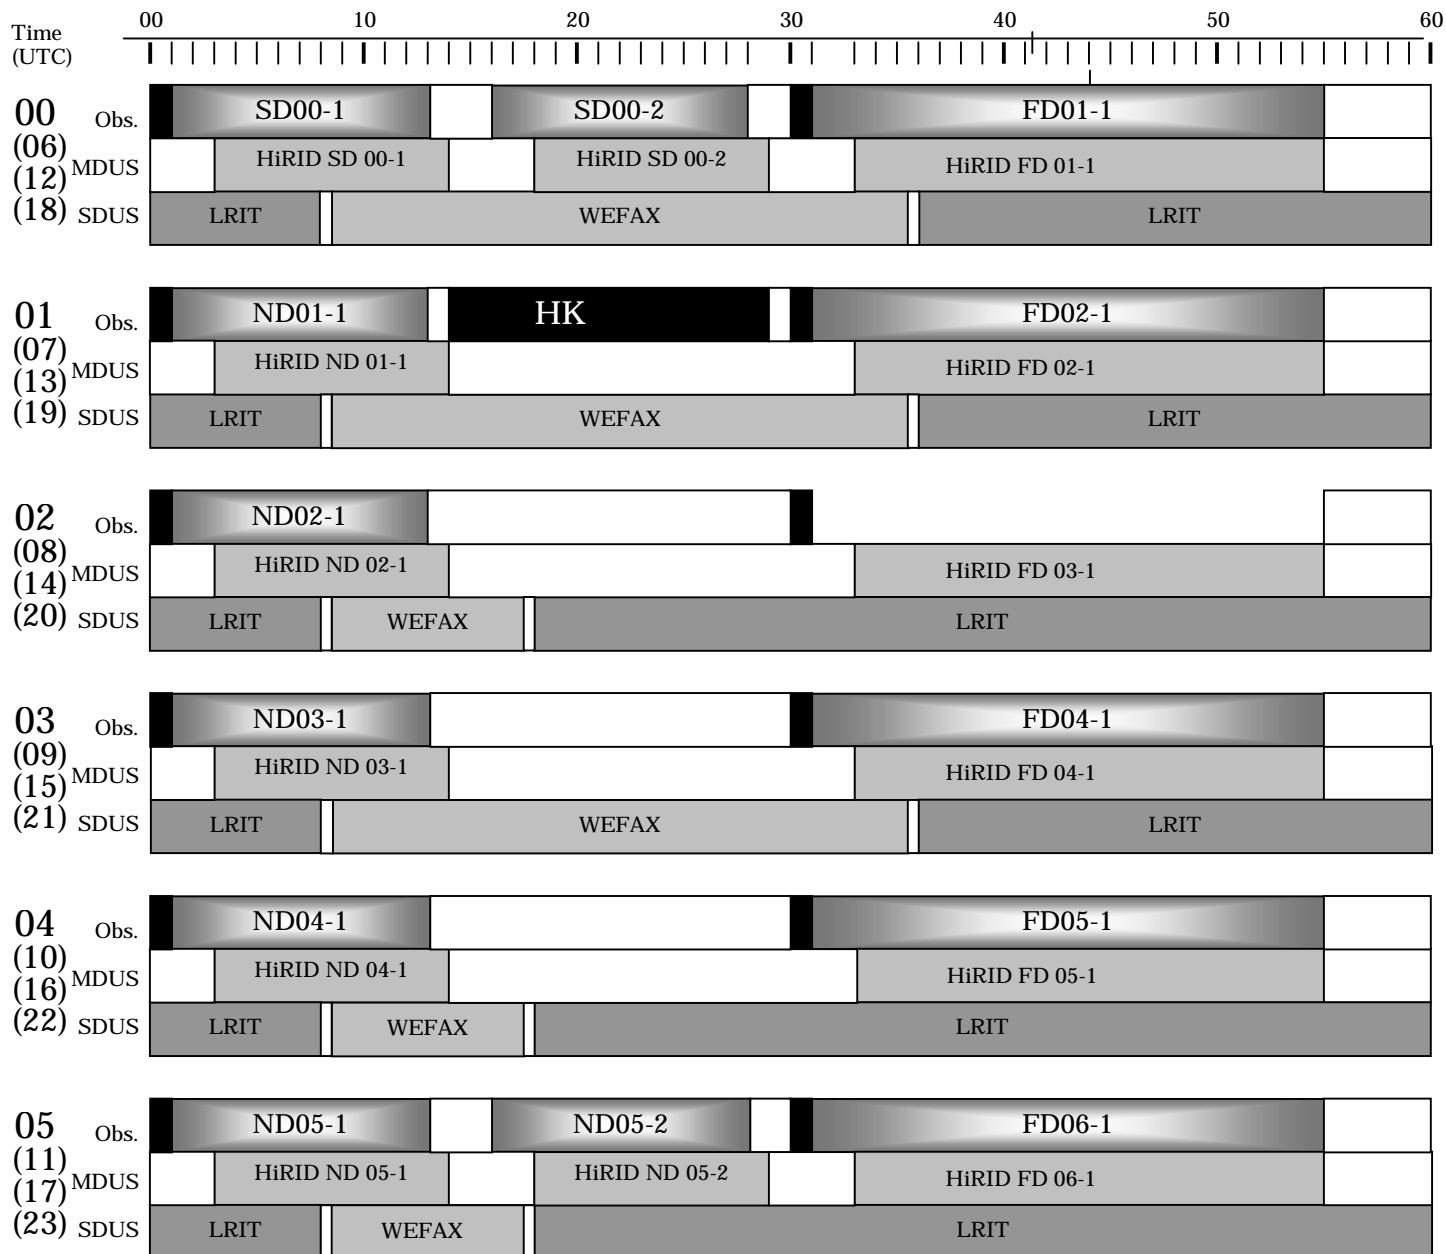 Time 00 10 20 30 40 50 60
(UTC)
00 Obs. SD00-1 SD00-2 FD01-1
(06)
(12) MDUS HiRID SD 00-1 HiRID SD 00-2 HiRID FD 01-1
(18) SDUS LRIT WEFAX LRIT
01 Obs. ND01-1 HK FD02-1
(07)
(13) MDUS HiRID ND 01-1 HiRID FD 02-1
(19) SDUS LRIT WEFAX LRIT
02 Obs. ND02-1
(08)
(14) MDUS HiRID ND 02-1 HiRID FD 03-1
(20) SDUS LRIT WEFAX LRIT
03 Obs. ND03-1 FD04-1
(09)
(15) MDUS HiRID ND 03-1 HiRID FD 04-1
(21) SDUS LRIT WEFAX LRIT
04 Obs. ND04-1 FD05-1
(10)
(16) MDUS HiRID ND 04-1 HiRID FD 05-1
(22) SDUS LRIT WEFAX LRIT
05 Obs. ND05-1 ND05-2 FD06-1
(11)
(17) MDUS HiRID ND 05-1 HiRID ND 05-2 HiRID FD 06-1
(23) SDUS LRIT WEFAX LRIT